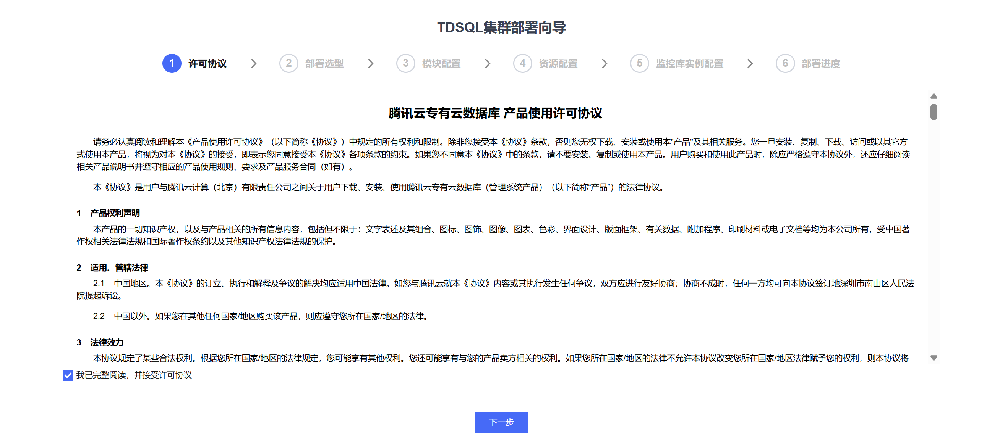 TDSQL集群部署向导
1 许可协议 2 部署选型 3 模块配置 4 资源配置 5 监控库实例配置 6 部署进度
腾讯云专有云数据库 产品使用许可协议
请务必认真阅读和理解本《产品使用许可协议》（以下简称《协议》）中规定的所有权利和限制。除非您接受本《协议》条款，否则您无权下载、安装或使用本"产品"及其相关服务。您一旦安装、复制、下载、访问或以其它方
式使用本产品，将视为对本《协议》的接受，即表示您同意接受本《协议》各项条款的约束。如果您不同意本《协议》中的条款，请不要安装、复制或使用本产品。用户购买和使用此产品时，除应严格遵守本协议外，还应仔细阅读
相关产品说明书并遵守相应的产品使用规则、要求及产品服务合同（如有）。
本《协议》是用户与腾讯云计算（北京）有限责任公司之间关于用户下载、安装、使用腾讯云专有云数据库（管理系统产品）（以下简称“产品”）的法律协议。
1 产品权利声明
本产品的一切知识产权，以及与产品相关的所有信息内容，包括但不限于：文字表述及其组合、图标、图饰、图像、图表、色彩、界面设计、版面框架、有关数据、附加程序、印刷材料或电子文档等均为本公司所有，受中国著
作权相关法律法规和国际著作权条约以及其他知识产权法律法规的保护。
2 适用、管辖法律
2.1 中国地区。本《协议》的订立、执行和解释及争议的解决均应适用中国法律。如您与腾讯云就本《协议》内容或其执行发生任何争议，双方应进行友好协商；协商不成时，任何一方均可向本协议签订地深圳市南山区人民法
院提起诉讼。
2.2 中国以外。如果您在其他任何国家/地区购买该产品，则应遵守您所在国家/地区的法律。
3 法律效力
本协议规定了某些合法权利。根据您所在国家/地区的法律规定，您可能享有其他权利。您还可能享有与您的产品卖方相关的权利。如果您所在国家/地区的法律不允许本协议改变您所在国家/地区法律赋予您的权利，则本协议将
我已完整阅读，并接受许可协议
下一步